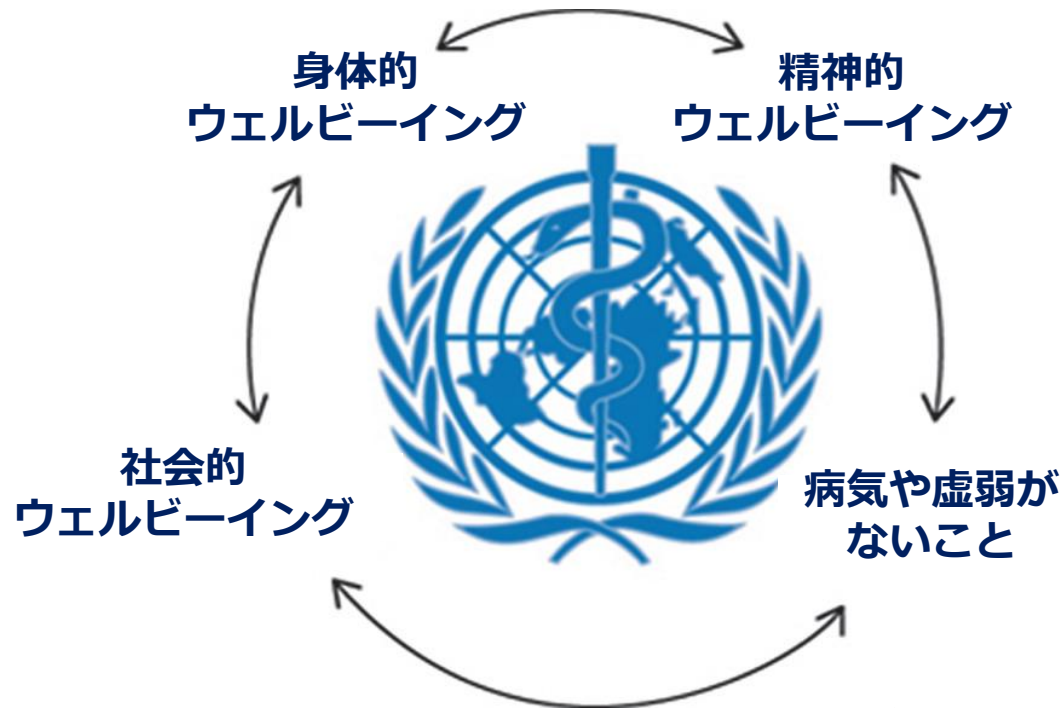 身体的
ウェルビーイング
精神的
ウェルビーイング
社会的
ウェルビーイング
病気や虚弱が
ないこと